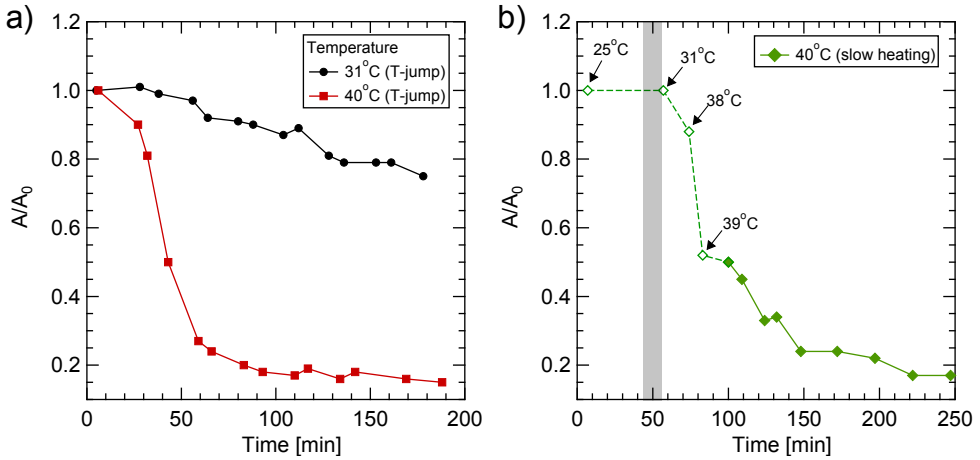 a)
1.2
1.0
0.8
0.6
0.4
0.2
A/A0
Temperature
31°C (T-jump)
40°C (T-jump)
0
50
100
150
200
Time [min]
b)
1.2
1.0
0.8
0.6
0.4
0.2
A/A0
25°C
31°C
38°C
39°C
40°C (slow heating)
0
50
100
150
200
250
Time [min]